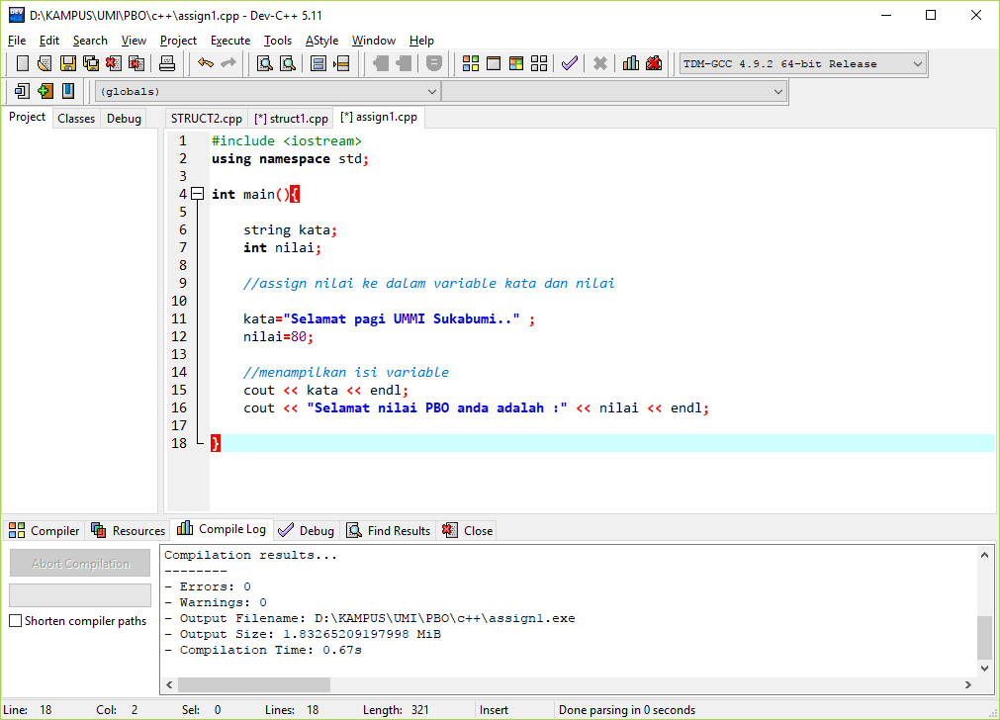 D:\KAMPUS\UMI\PBO\c++\assign1.cpp - Dev-C++ 5.11
File Edit Search View Project Execute Tools AStyle Window Help
TDM-GCC 4.9.2 64-bit Release
(globals)
Project Classes Debug STRUCT2.cpp [*] struct1.cpp [*] assign1.cpp
1 #include <iostream>
2 using namespace std;
3
4 int main(){
5
6 string kata;
7 int nilai;
8
9 //assign nilai ke dalam variable kata dan nilai
10
11 kata="Selamat pagi UMMI Sukabumi.." ;
12 nilai=80;
13
14 //menampilkan isi variable
15 cout << kata << endl;
16 cout << "Selamat nilai PBO anda adalah :" << nilai << endl;
17
18 }
Compiler Resources Compile Log Debug Find Results Close
Abort Compilation
Shorten compiler paths
Compilation results...
--------
- Errors: 0
- Warnings: 0
- Output Filename: D:\KAMPUS\UMI\PBO\c++\assign1.exe
- Output Size: 1.83265209197998 MiB
- Compilation Time: 0.67s
Line: 18 Col: 2 Sel: 0 Lines: 18 Length: 321 Insert Done parsing in 0 seconds